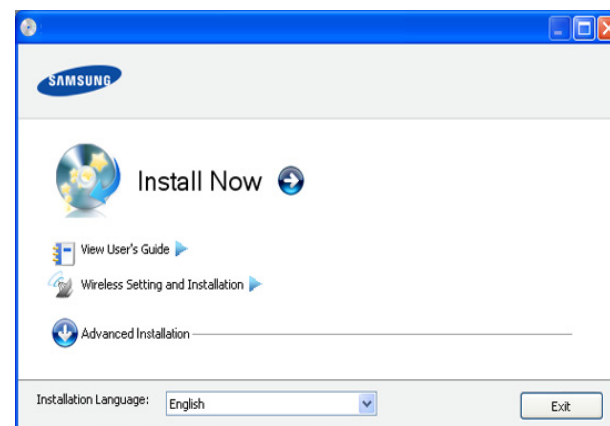 SAMSUNG
Install Now
View User's Guide
Wireless Setting and Installation
Advanced Installation
Installation Language: English
Exit